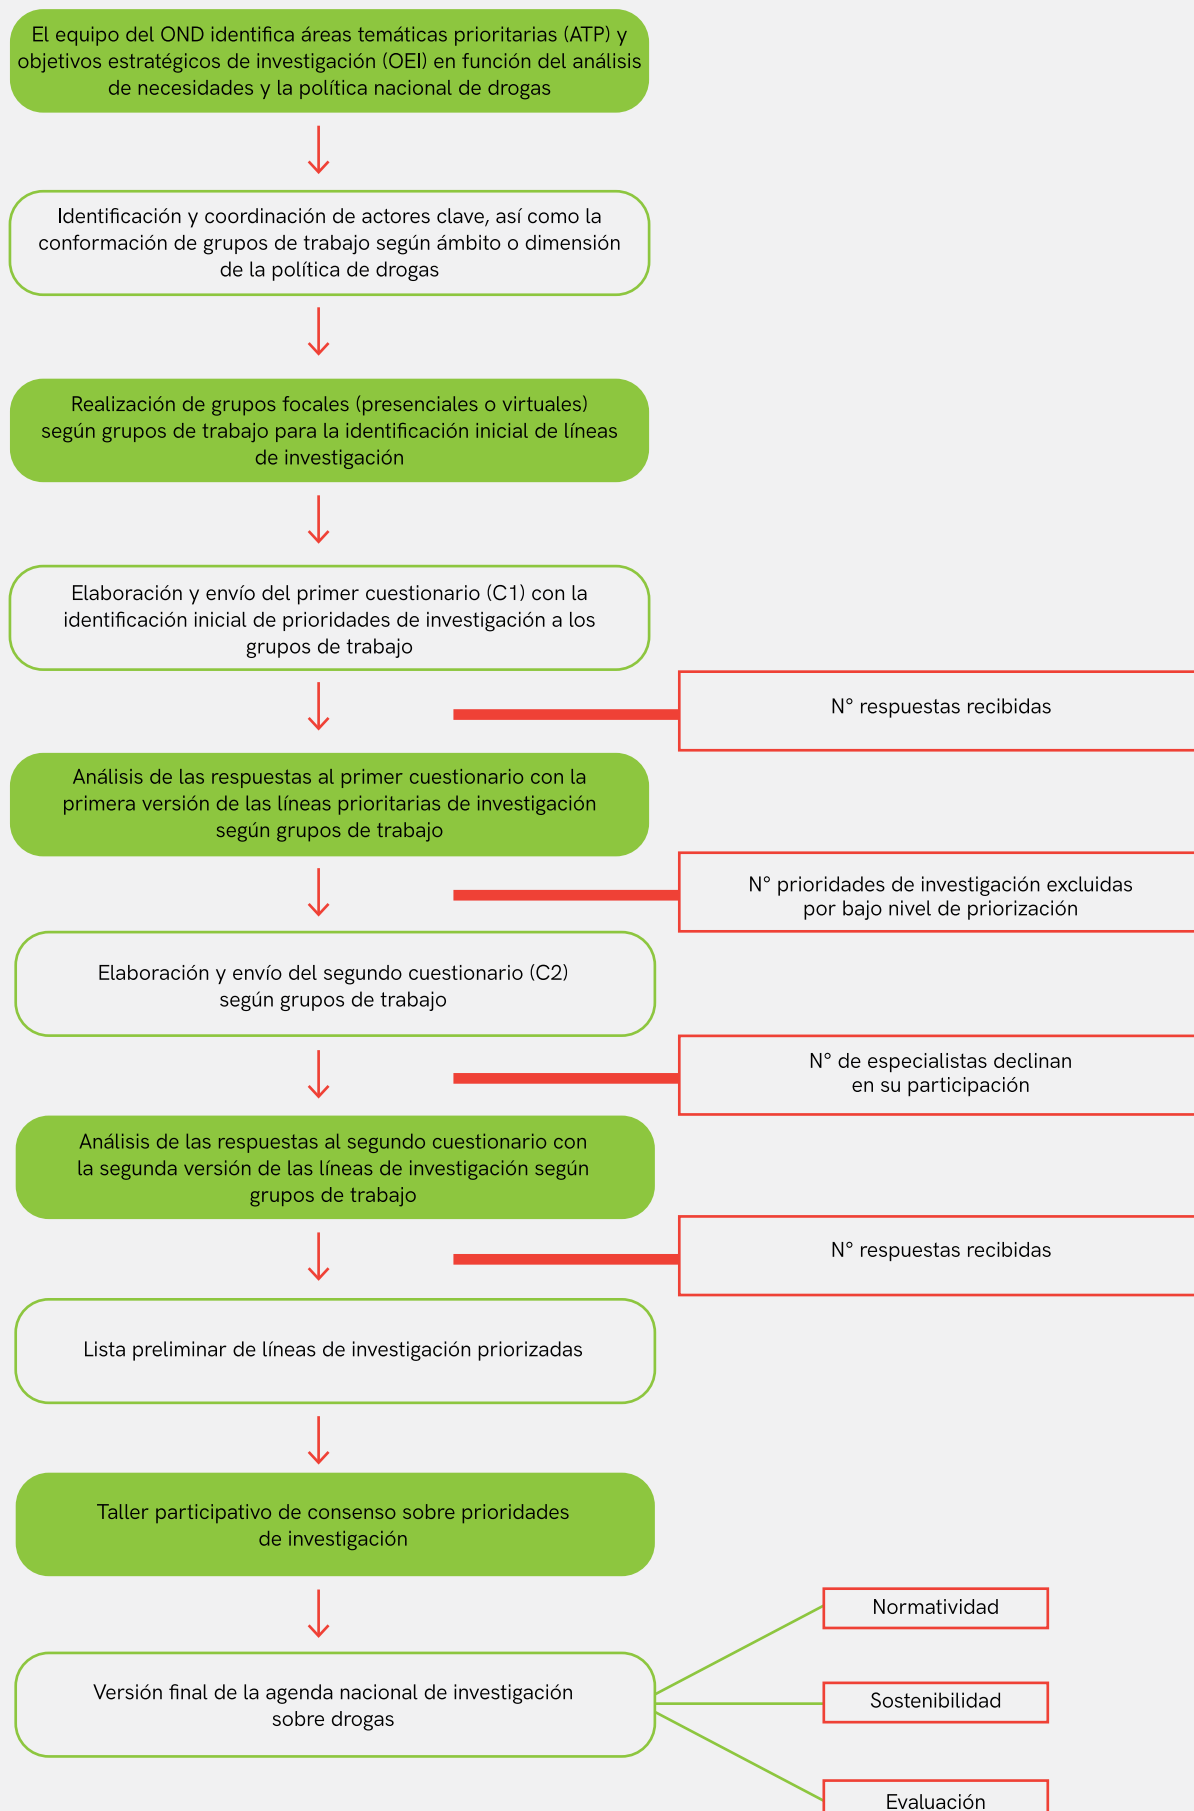 El equipo del OND identifica áreas temáticas prioritarias (ATP) y
objetivos estratégicos de investigación (OEI) en función del análisis
de necesidades y la política nacional de drogas
Identificación y coordinación de actores clave, así como la
conformación de grupos de trabajo según ámbito o dimensión
de la política de drogas
Realización de grupos focales (presenciales o virtuales)
según grupos de trabajo para la identificación inicial de líneas
de investigación
Elaboración y envío del primer cuestionario (C1) con la
identificación inicial de prioridades de investigación a los
grupos de trabajo
N° respuestas recibidas
Análisis de las respuestas al primer cuestionario con la
primera versión de las líneas prioritarias de investigación
según grupos de trabajo
N° prioridades de investigación excluidas
por bajo nivel de priorización
Elaboración y envío del segundo cuestionario (C2)
según grupos de trabajo
N° de especialistas declinan
en su participación
Análisis de las respuestas al segundo cuestionario con
la segunda versión de las líneas de investigación según
grupos de trabajo
N° respuestas recibidas
Lista preliminar de líneas de investigación priorizadas
Taller participativo de consenso sobre prioridades
de investigación
Versión final de la agenda nacional de investigación
sobre drogas
Normatividad
Sostenibilidad
Evaluación